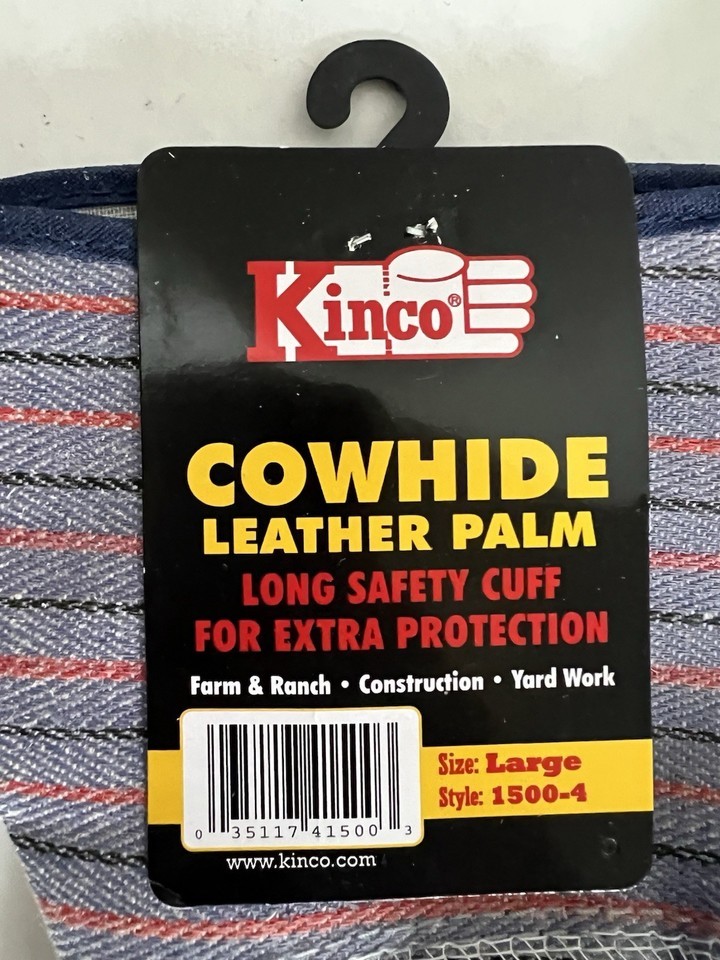 Kinco®
COWHIDE
LEATHER PALM
LONG SAFETY CUFF
FOR EXTRA PROTECTION
Farm & Ranch • Construction • Yard Work
Size: Large
Style: 1500-4
0 35117 41500 3
www.kinco.com